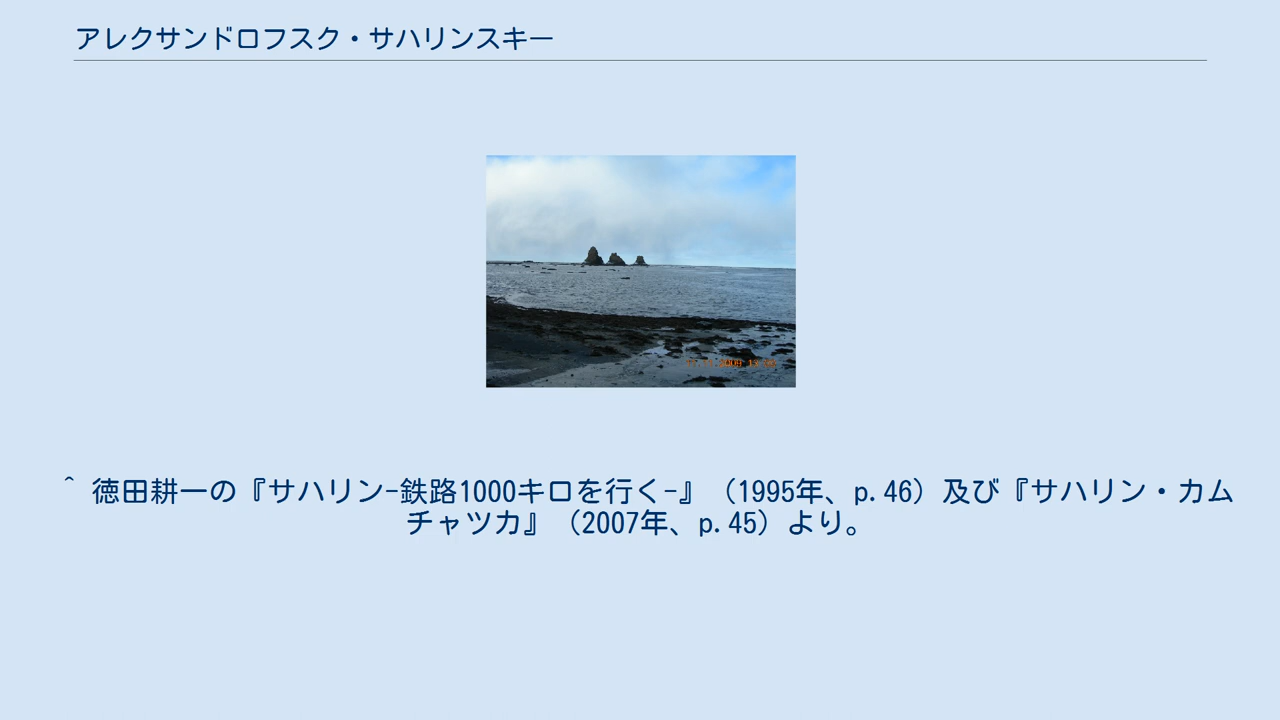 アレクサンドロフスク・サハリンスキー
^ 徳田耕一の『サハリン-鉄路1000キロを行く-』（1995年、p.46）及び『サハリン・カム
チャツカ』（2007年、p.45）より。